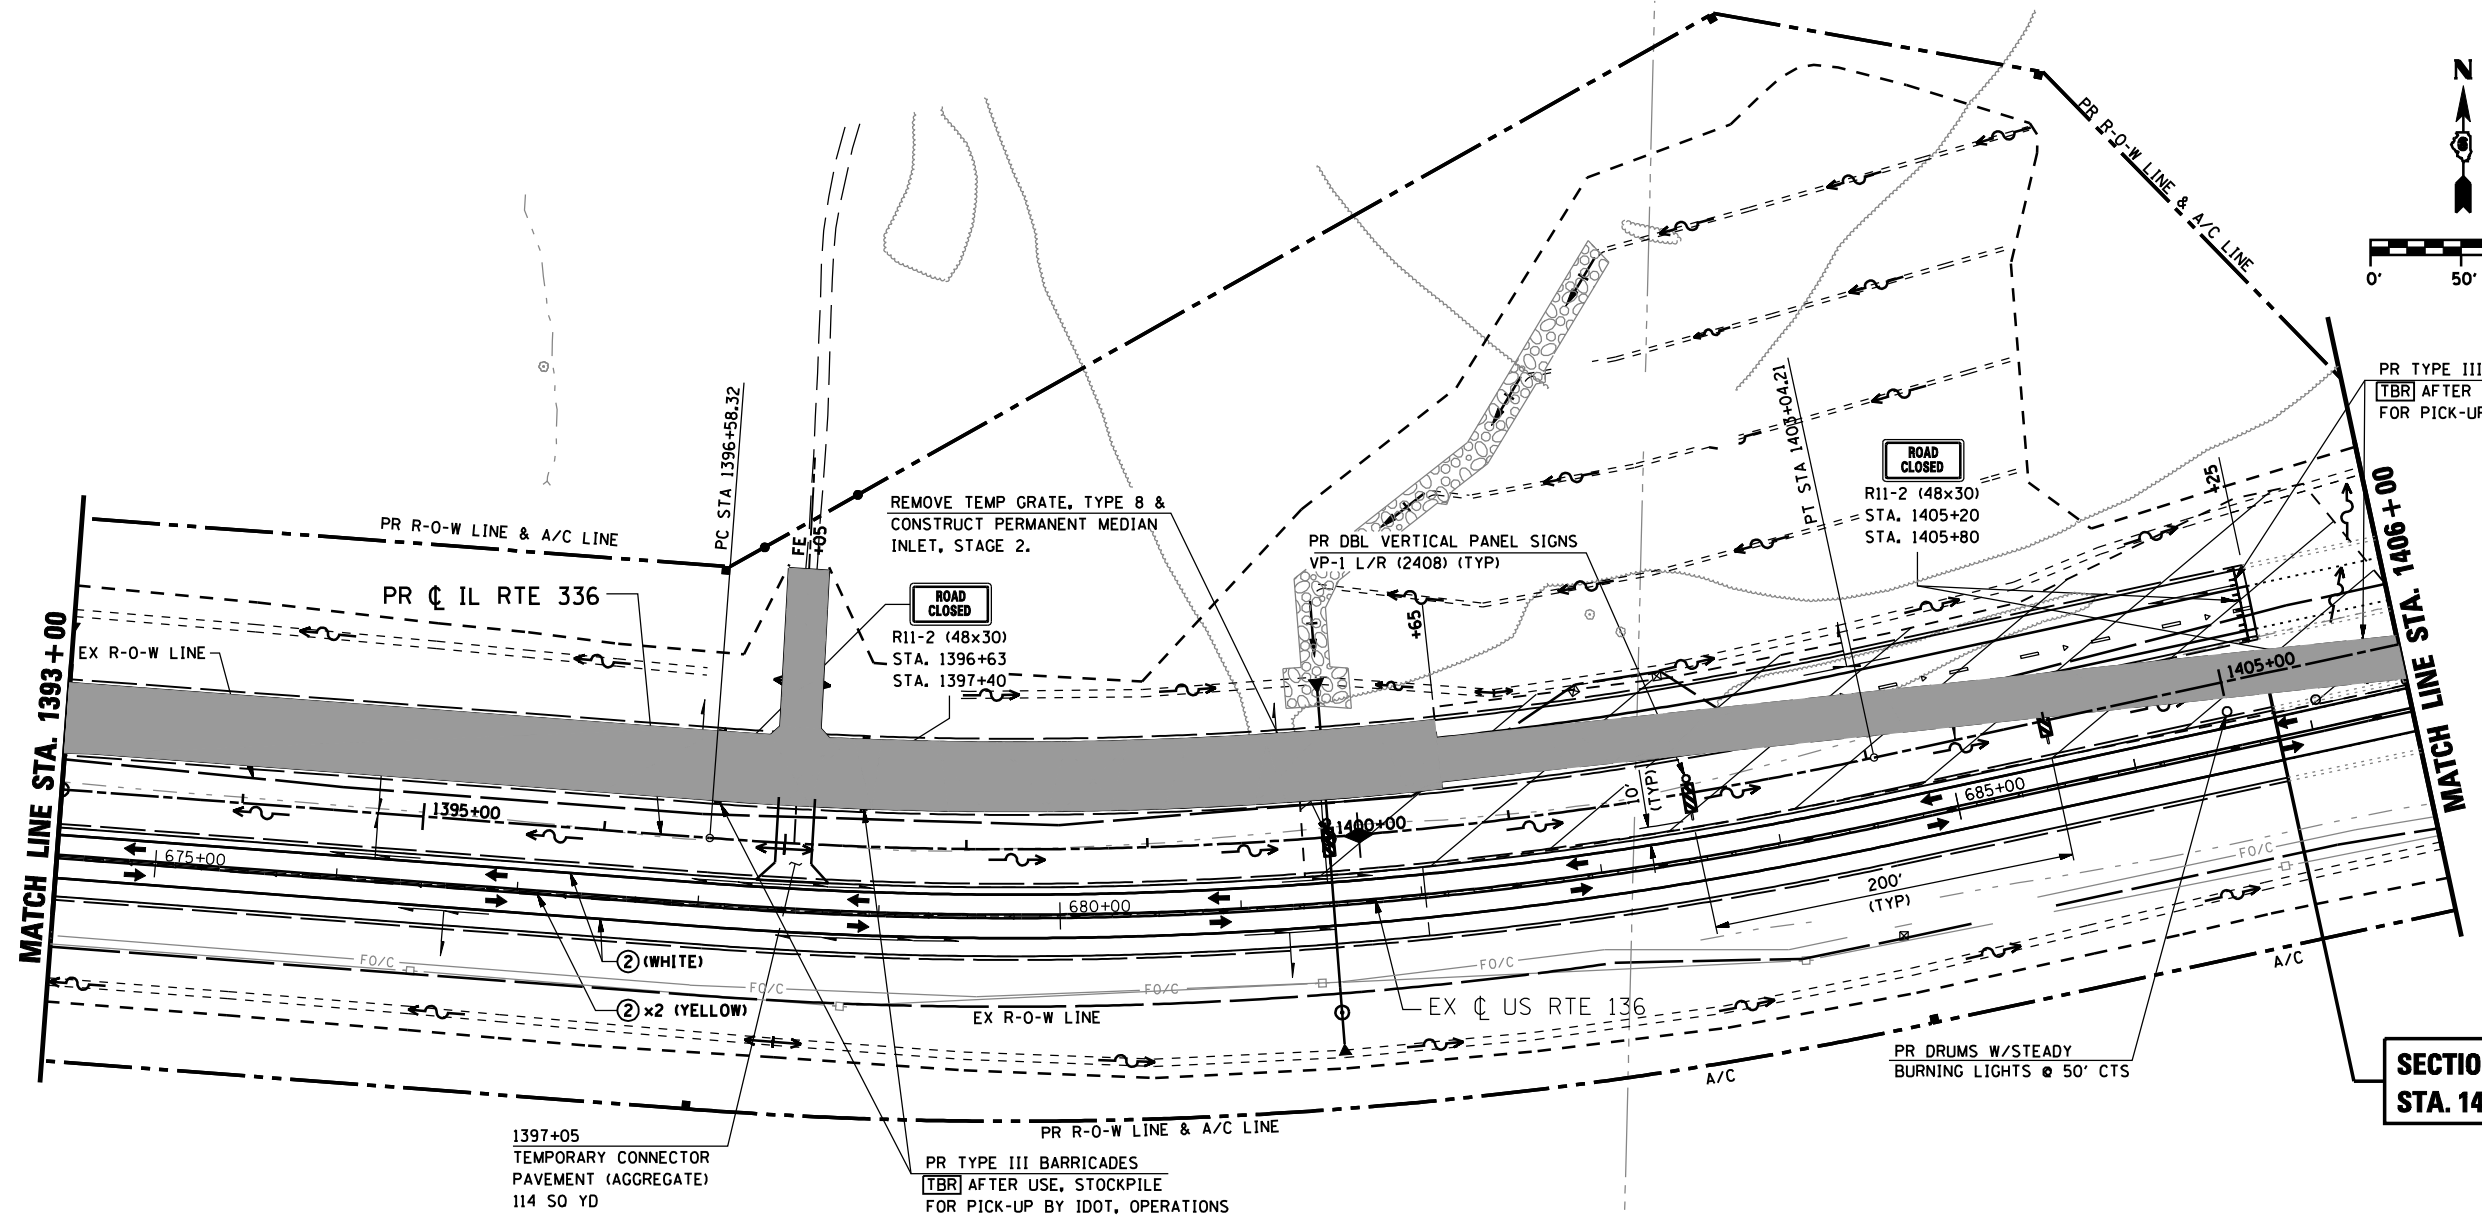 N
0'
50'
PR R-O-W LINE & A/C LINE
PR TYPE III
TBR AFTER
FOR PICK-UP
PT STA 1403+04.21
ROAD
CLOSED
R11-2 (48x30)
STA. 1405+20
STA. 1405+80
+25
MATCH LINE STA. 1406+00
PC STA 1396+58.32
REMOVE TEMP GRATE, TYPE 8 &
CONSTRUCT PERMANENT MEDIAN
INLET, STAGE 2.
PR R-O-W LINE & A/C LINE
FE
+05
PR DBL VERTICAL PANEL SIGNS
VP-1 L/R (2408) (TYP)
PR ℄ IL RTE 336
ROAD
CLOSED
R11-2 (48x30)
STA. 1396+63
STA. 1397+40
+65
EX R-O-W LINE
MATCH LINE STA. 1393+00
1405+00
1395+00
1400+00
(TYP)
685+00
675+00
680+00
200'
(TYP)
FO/C
FO/C
FO/C
FO/C
FO/C
2 (WHITE)
2 x2 (YELLOW)
EX R-O-W LINE
EX ℄ US RTE 136
A/C
A/C
PR DRUMS W/STEADY
BURNING LIGHTS @ 50' CTS
SECTIO
STA. 14
PR R-O-W LINE & A/C LINE
1397+05
TEMPORARY CONNECTOR
PAVEMENT (AGGREGATE)
114 SQ YD
PR TYPE III BARRICADES
TBR AFTER USE, STOCKPILE
FOR PICK-UP BY IDOT, OPERATIONS